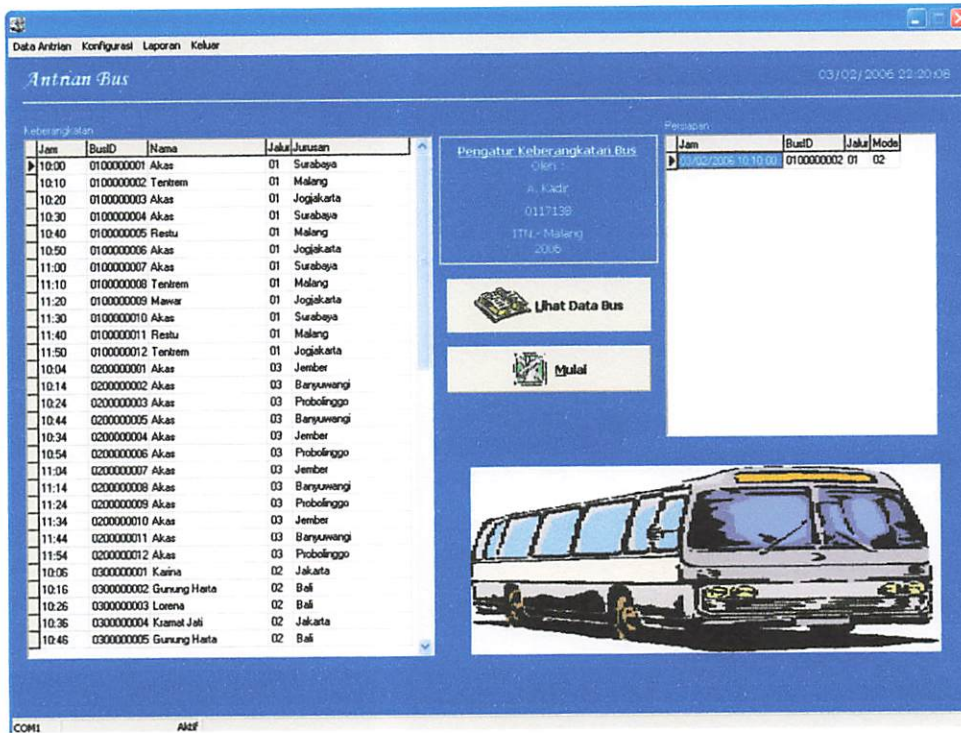 Data Antrian Konfigurasi Laporan Keluar
Antrian Bus
03/02/2006 22:20:08
Keberangkatan
Jam BusID Nama Jalur Jurusan
10:00 0100000001 Akas 01 Surabaya
10:10 0100000002 Tentrem 01 Malang
10:20 0100000003 Akas 01 Jogjakarta
10:30 0100000004 Akas 01 Surabaya
10:40 0100000005 Restu 01 Malang
10:50 0100000006 Akas 01 Jogjakarta
11:00 0100000007 Akas 01 Surabaya
11:10 0100000008 Tentrem 01 Malang
11:20 0100000009 Mawar 01 Jogjakarta
11:30 0100000010 Akas 01 Surabaya
11:40 0100000011 Restu 01 Malang
11:50 0100000012 Tentrem 01 Jogjakarta
10:04 0200000001 Akas 03 Jember
10:14 0200000002 Akas 03 Banyuwangi
10:24 0200000003 Akas 03 Probolinggo
10:44 0200000005 Akas 03 Banyuwangi
10:34 0200000004 Akas 03 Jember
10:54 0200000006 Akas 03 Probolinggo
11:04 0200000007 Akas 03 Jember
11:14 0200000008 Akas 03 Banyuwangi
11:24 0200000009 Akas 03 Probolinggo
11:34 0200000010 Akas 03 Jember
11:44 0200000011 Akas 03 Banyuwangi
11:54 0200000012 Akas 03 Probolinggo
10:06 0300000001 Karina 02 Jakarta
10:16 0300000002 Gunung Harta 02 Bali
10:26 0300000003 Lorena 02 Bali
10:36 0300000004 Kramat Jati 02 Jakarta
10:46 0300000005 Gunung Harta 02 Bali
Pengatur Keberangkatan Bus
Oleh :
A. Kadir
0117138
ITN - Malang
2006
Lihat Data Bus
Mulai
Persiapan
Jam BusID Jalur Mode
03/02/2006 10:10:00 0100000002 01 02
COM1 Aktif